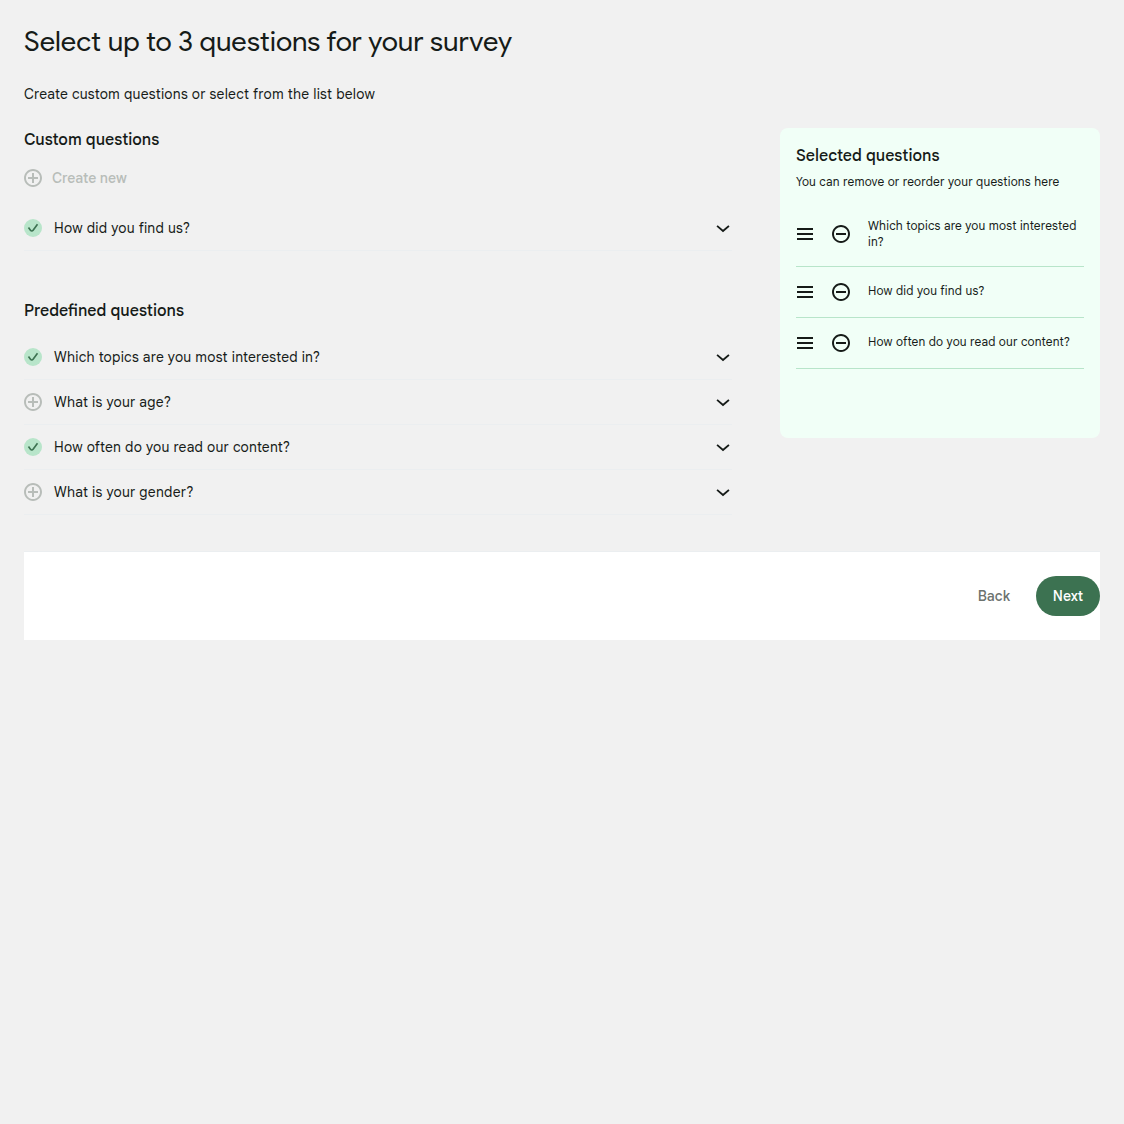 Select up to 3 questions for your survey
Create custom questions or select from the list below
Custom questions
Create new
How did you find us?
Predefined questions
Which topics are you most interested in?
What is your age?
How often do you read our content?
What is your gender?
Selected questions
You can remove or reorder your questions here
Which topics are you most interested
in?
How did you find us?
How often do you read our content?
Back
Next